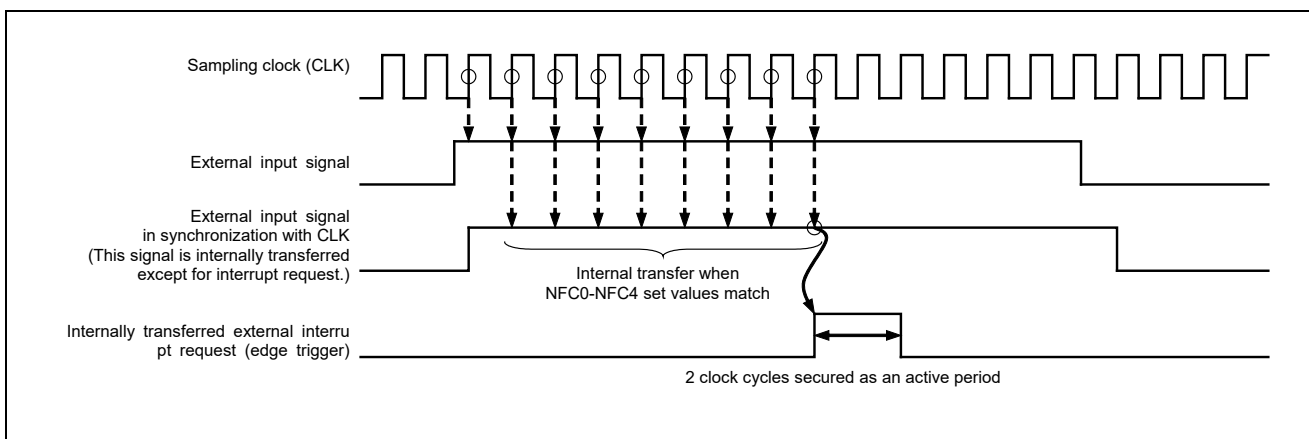 Sampling clock (CLK)
External input signal
External input signal
in synchronization with CLK
(This signal is internally transferred
except for interrupt request.)
Internal transfer when
NFC0-NFC4 set values match
Internally transferred external interru
pt request (edge trigger)
2 clock cycles secured as an active period